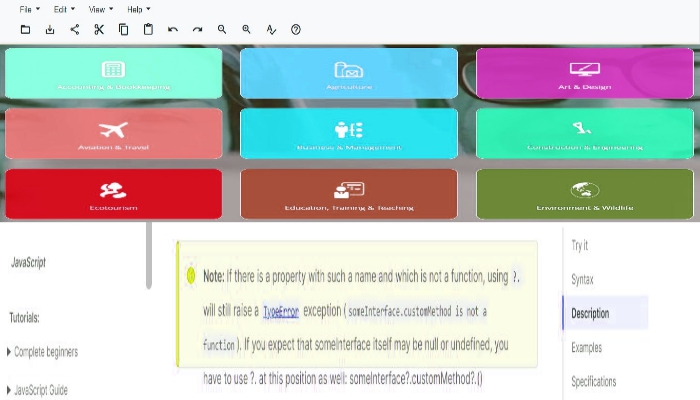 File Edit View Help
Accounting & Bookkeeping
Agriculture
Art & Design
Aviation & Travel
Business & Management
Construction & Engineering
Ecotourism
Education, Training & Teaching
Environment & Wildlife
JavaScript
Tutorials:
Complete beginners
JavaScript Guide
Note: If there is a property with such a name and which is not a function, using ?.
will still raise a TypeError exception (someInterface.customMethod is not a
function). If you expect that someInterface itself may be null or undefined, you
have to use ?. at this position as well: someInterface?.customMethod?.()
Try it
Syntax
Description
Examples
Specifications